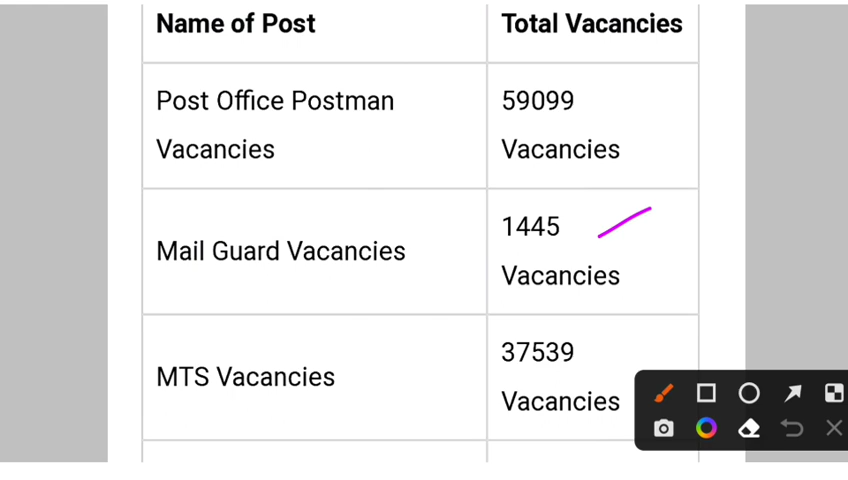 Name of Post
Total Vacancies
Post Office Postman
Vacancies
59099
Vacancies
Mail Guard Vacancies
1445
Vacancies
MTS Vacancies
37539
Vacancies